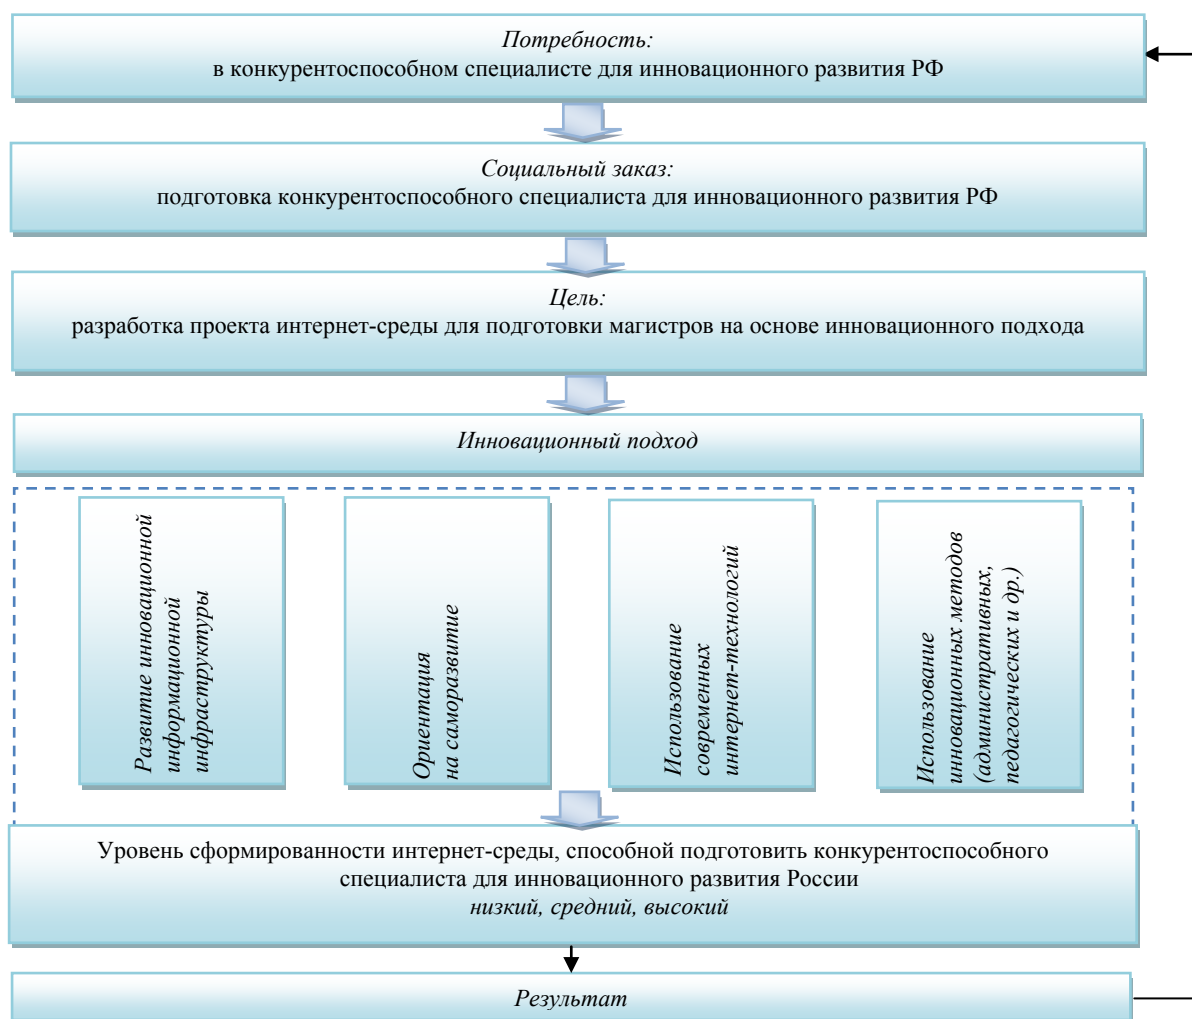 Потребность:
в конкурентоспособном специалисте для инновационного развития РФ
Социальный заказ:
подготовка конкурентоспособного специалиста для инновационного развития РФ
Цель:
разработка проекта интернет-среды для подготовки магистров на основе инновационного подхода
Инновационный подход
Развитие инновационной
информационной
инфраструктуры
Ориентация
на саморазвитие
Использование
современных
интернет-технологий
Использование
инновационных методов
(административных,
педагогических и др.)
Уровень сформированности интернет-среды, способной подготовить конкурентоспособного
специалиста для инновационного развития России
низкий, средний, высокий
Результат